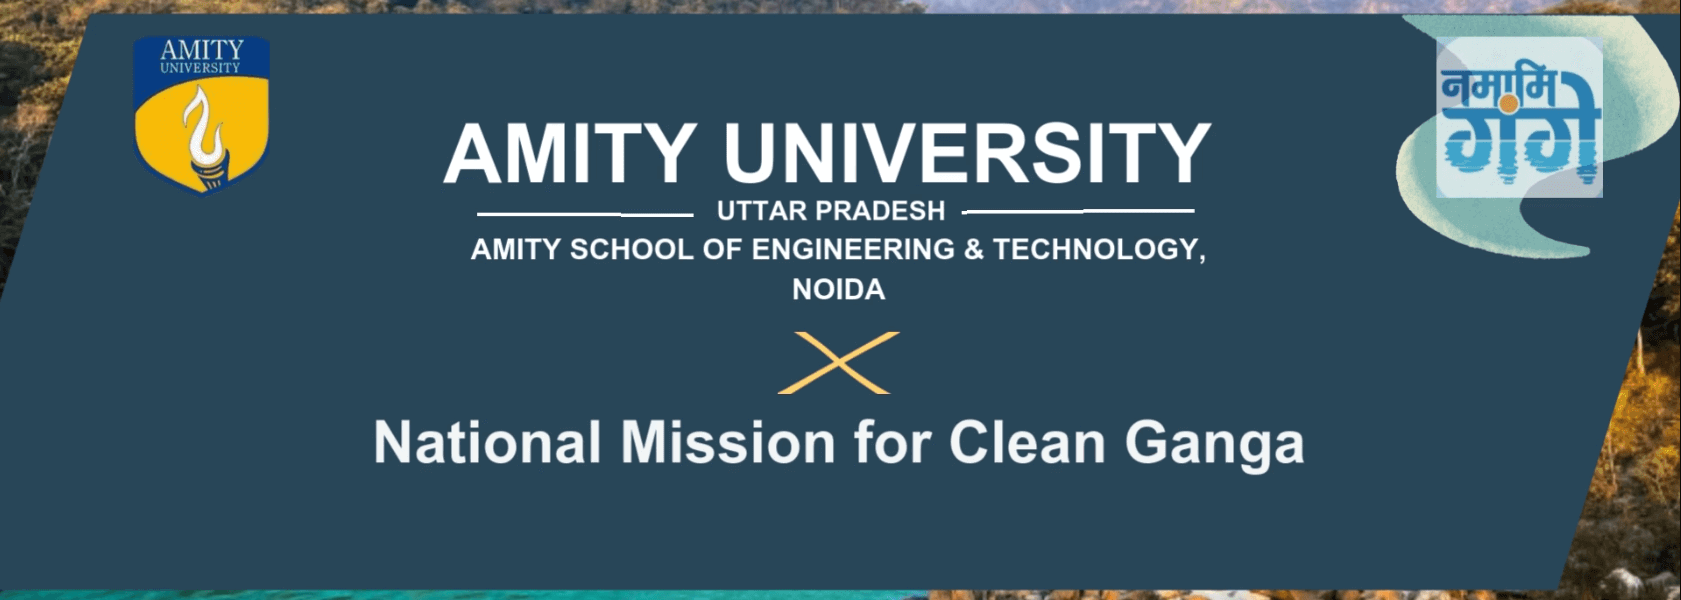 AMITY
UNIVERSITY
नमामि
गंगे
AMITY UNIVERSITY
UTTAR PRADESH
AMITY SCHOOL OF ENGINEERING & TECHNOLOGY,
NOIDA
National Mission for Clean Ganga